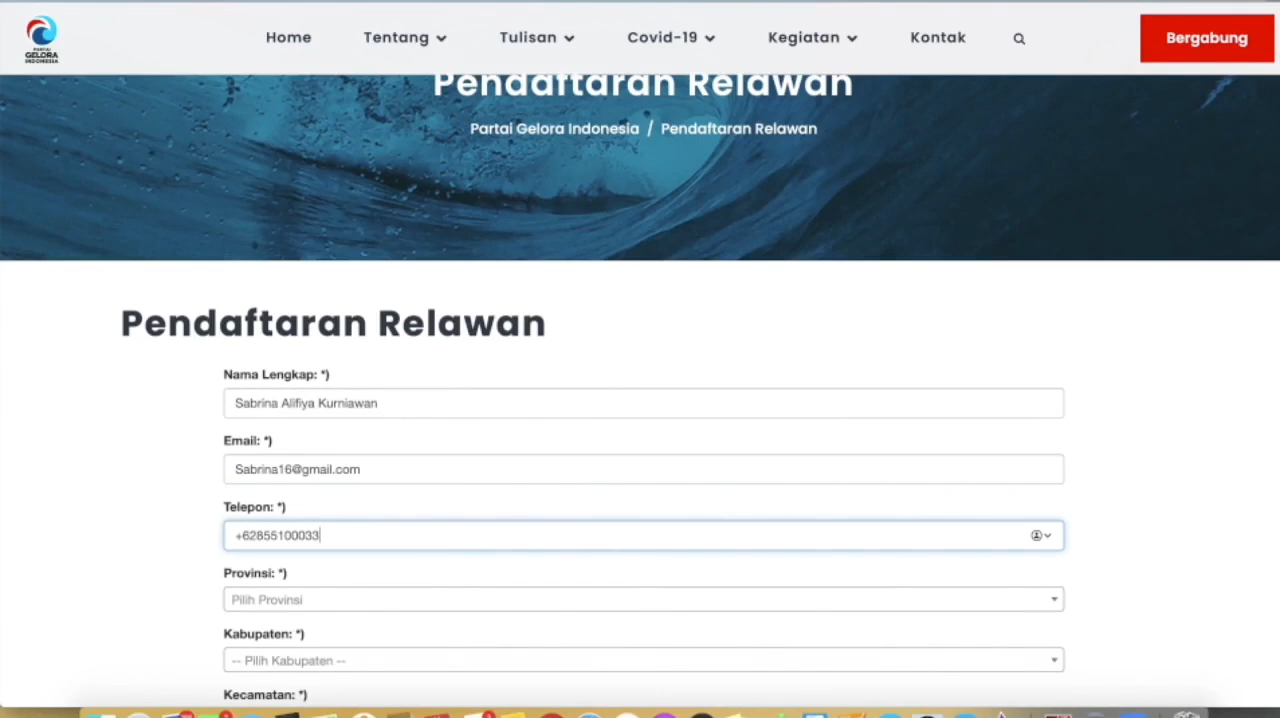 PARTAI
GELORA
INDONESIA
Home
Tentang
Tulisan
Covid-19
Kegiatan
Kontak
Bergabung
Pendaftaran Relawan
Partai Gelora Indonesia / Pendaftaran Relawan
Pendaftaran Relawan
Nama Lengkap: *)
Sabrina Alifiya Kurniawan
Email: *)
Sabrina16@gmail.com
Telepon: *)
+62855100033
Provinsi: *)
Pilih Provinsi
Kabupaten: *)
-- Pilih Kabupaten --
Kecamatan: *)